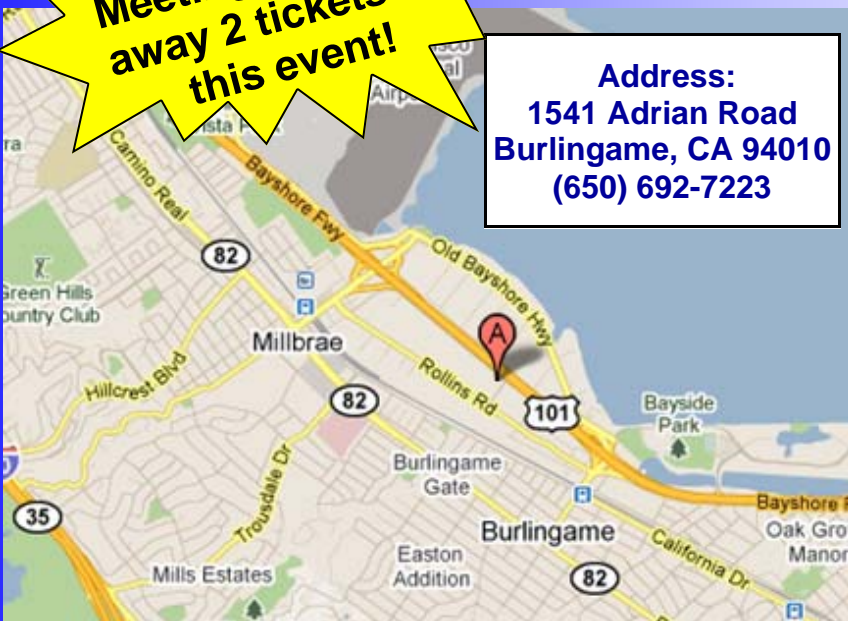 Meeting
away 2 tickets
this event!
Address:
1541 Adrian Road
Burlingame, CA 94010
(650) 692-7223
Camino Real
Bayshore Fwy
82
Old Bayshore Hwy
Green Hills
Country Club
Millbrae
A
Hillcrest Blvd
Rollins Rd
82
101
Bayside
Park
Trousdale Dr
Burlingame
Gate
35
Bayshore
Burlingame
California Dr
Oak Gro
Manor
Mills Estates
Easton
Addition
82